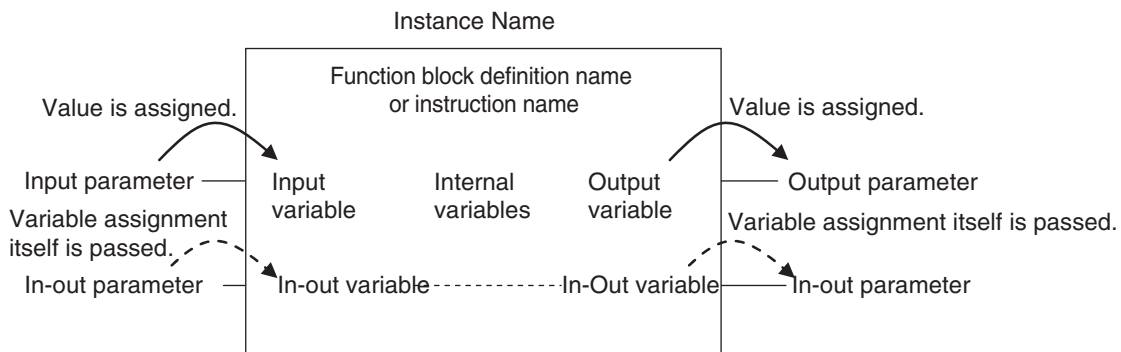 Instance Name
Function block definition name
or instruction name
Value is assigned.
Value is assigned.
Input parameter
Input
variable
Internal
variables
Output
variable
Output parameter
Variable assignment
itself is passed.
Variable assignment itself is passed.
In-out parameter
In-out variable
In-Out variable
In-out parameter